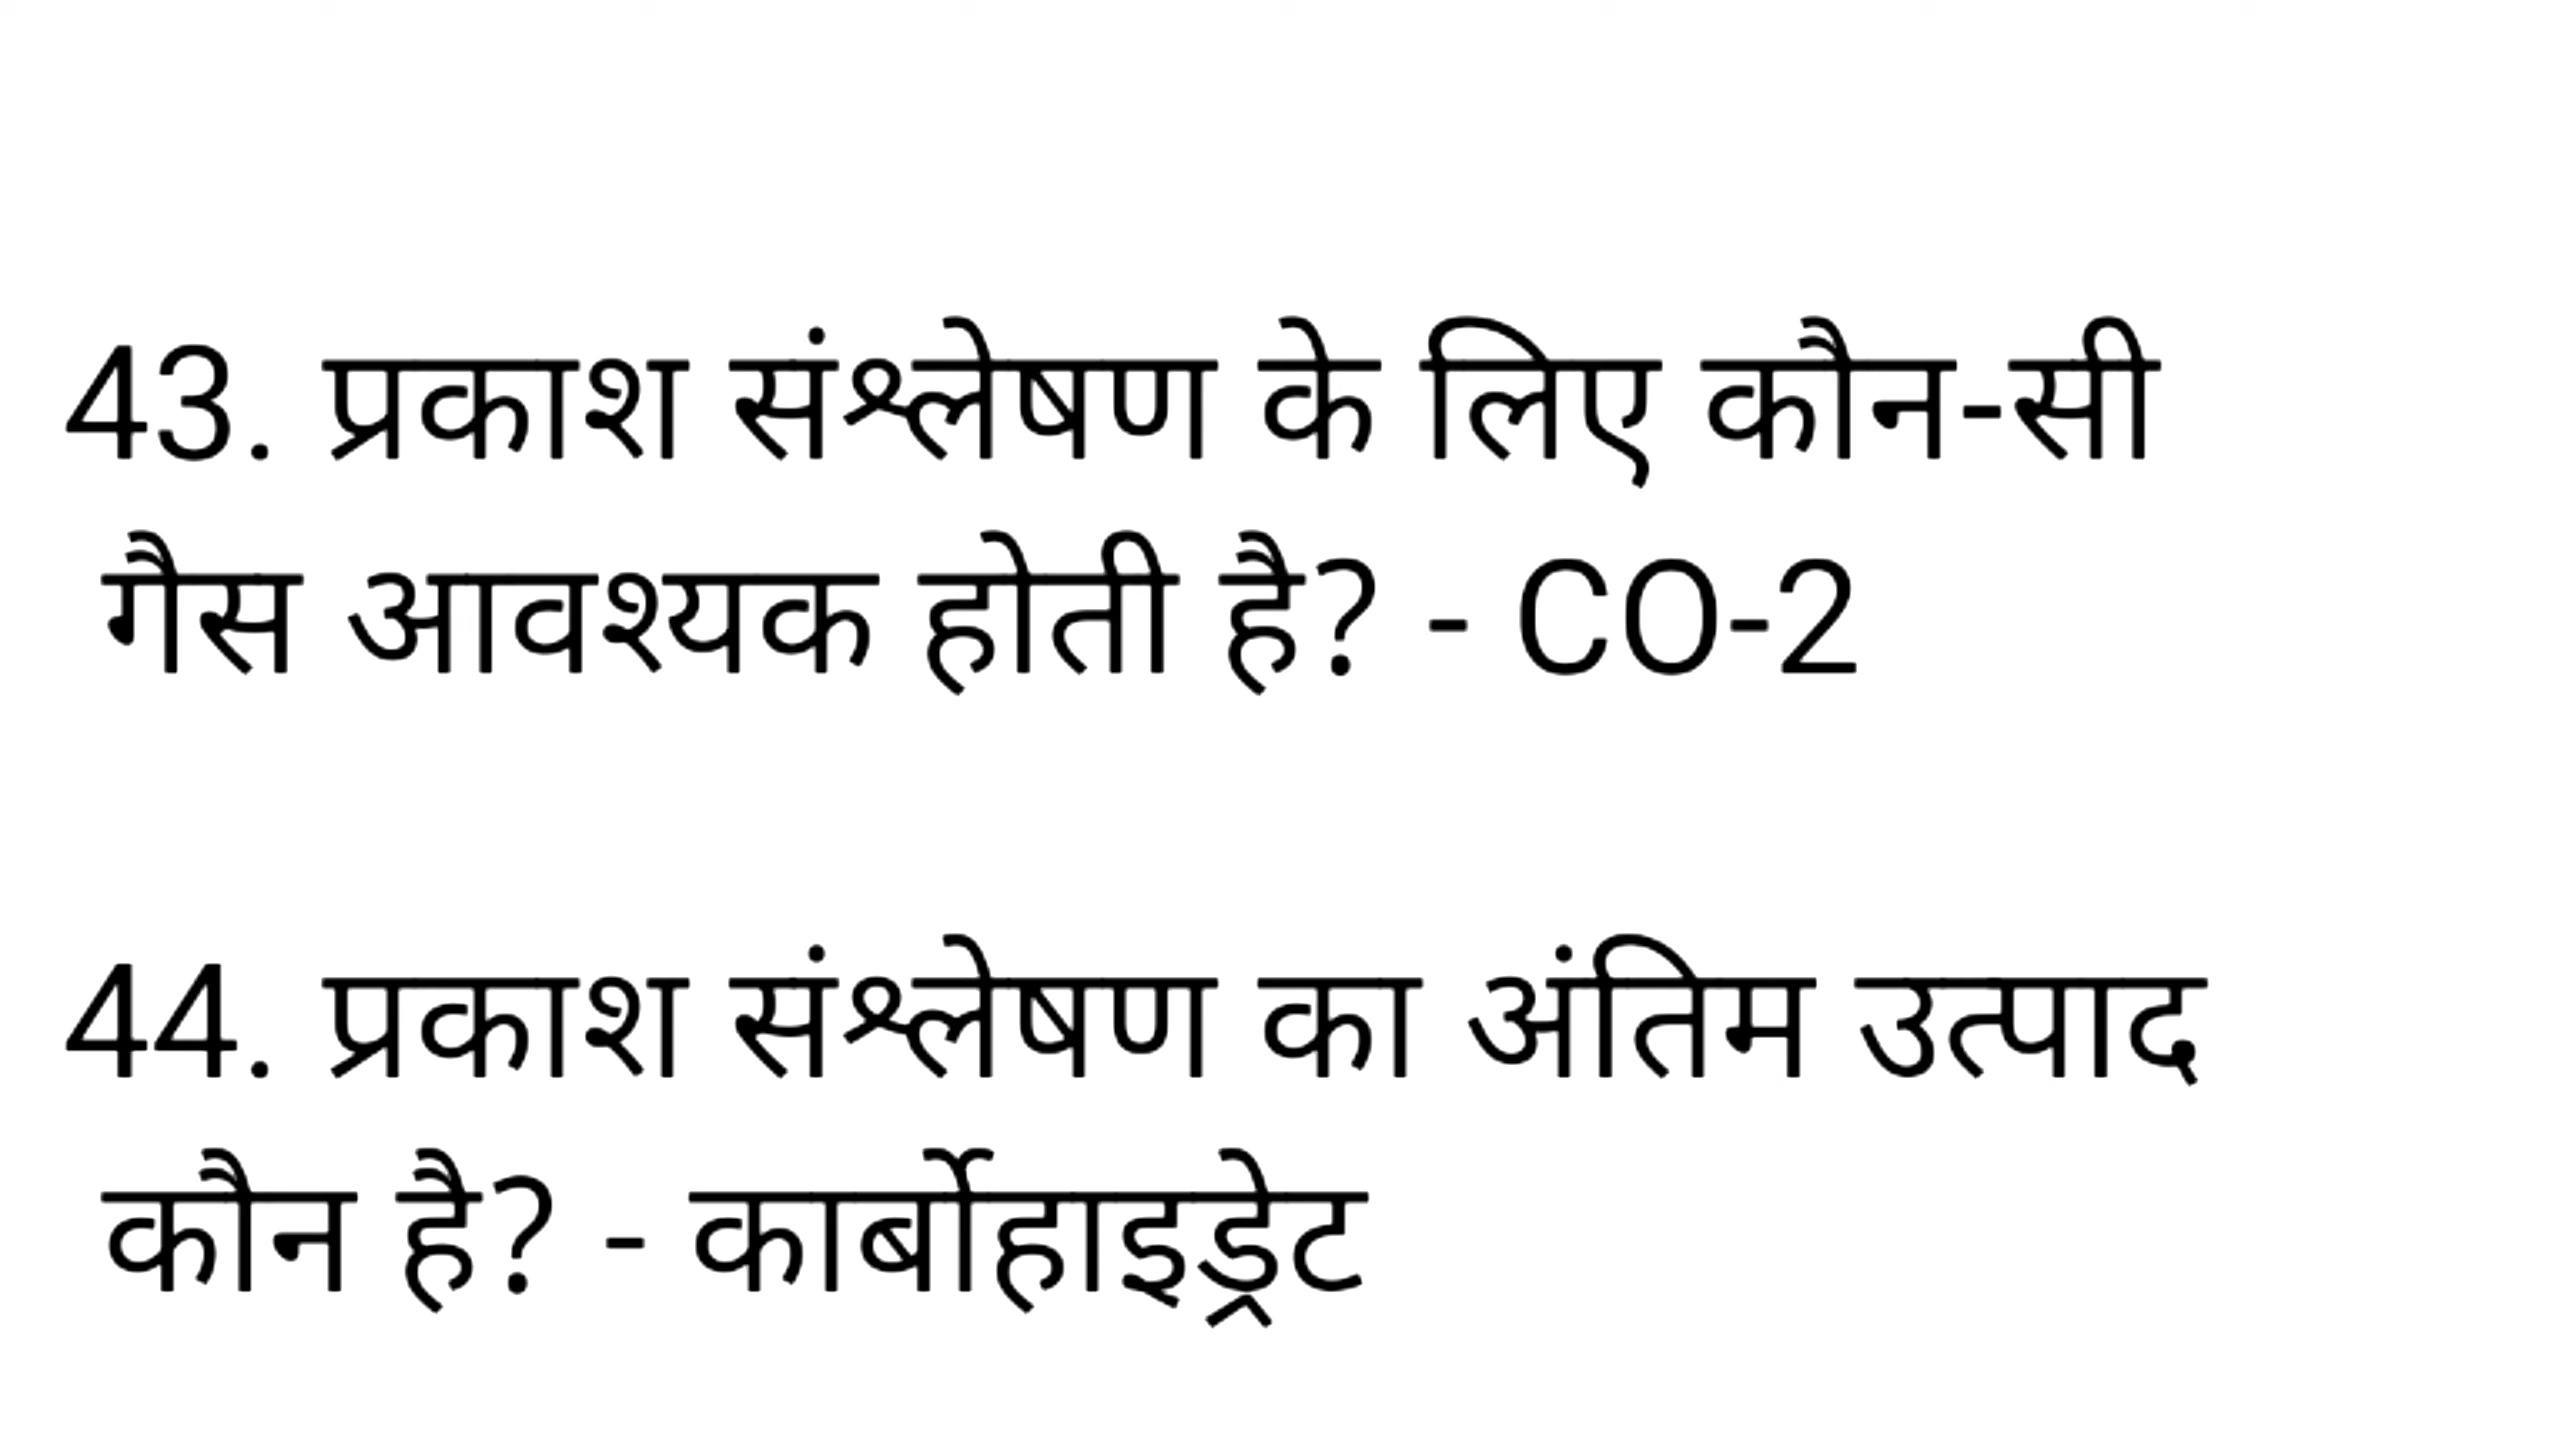 43. प्रकाश संश्लेषण के लिए कौन-सी
गैस आवश्यक होती है? - CO-2
44. प्रकाश संश्लेषण का अंतिम उत्पाद
कौन है? - कार्बोहाइड्रेट